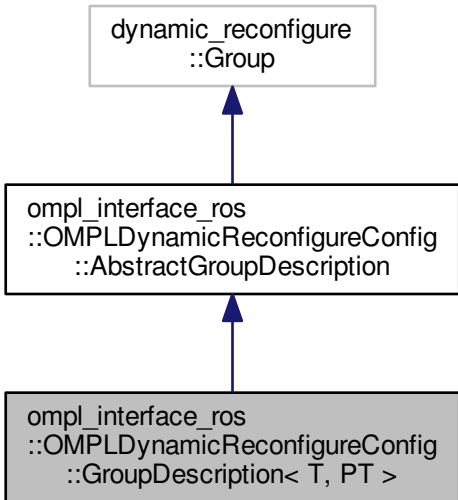 dynamic_reconfigure
::Group
ompl_interface_ros
::OMPLDynamicReconfigureConfig
::AbstractGroupDescription
ompl_interface_ros
::OMPLDynamicReconfigureConfig
::GroupDescription< T, PT >